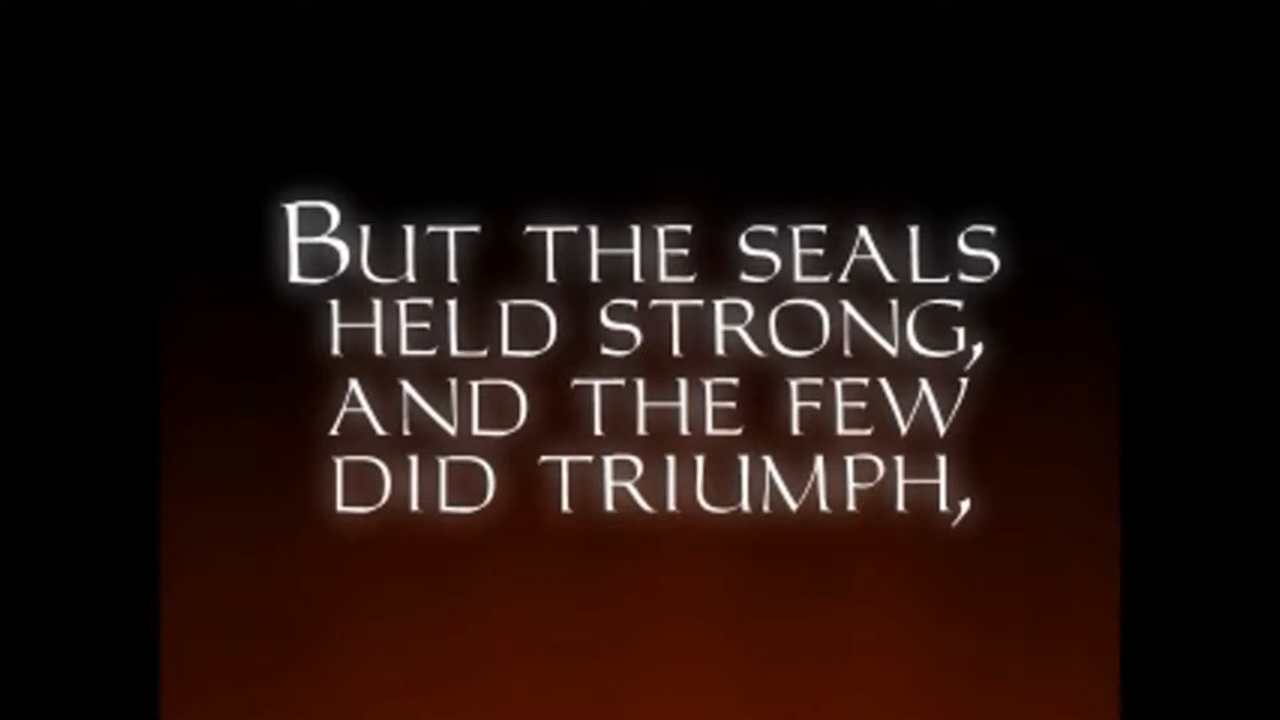 But the seals
held strong,
and the few
did triumph,